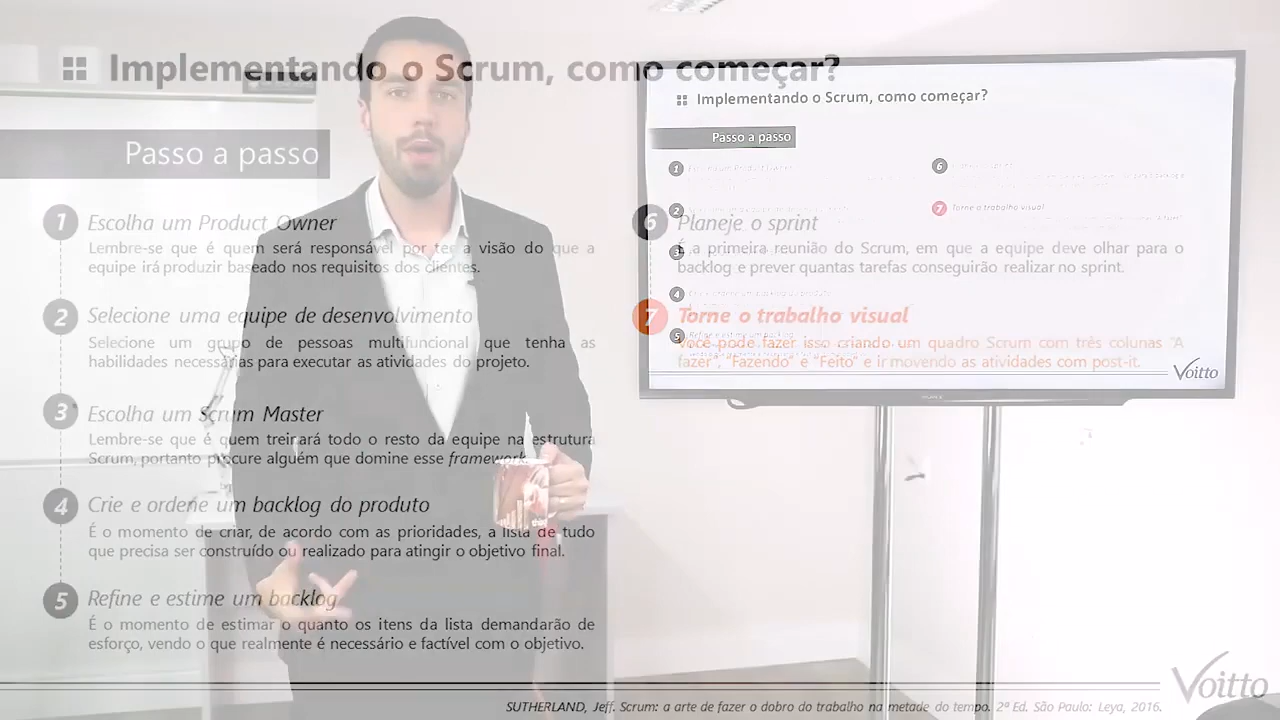 Implementando o Scrum, como começar?
Passo a passo
1 Escolha um Product Owner
Lembre-se que é quem será responsável por ter a visão do que a
equipe irá produzir baseado nos requisitos dos clientes.
2 Selecione uma equipe de desenvolvimento
Selecione um grupo de pessoas multifuncional que tenha as
habilidades necessárias para executar as atividades do projeto.
3 Escolha um Scrum Master
Lembre-se que é quem treinará todo o resto da equipe na estrutura
Scrum, portanto procure alguém que domine esse framework.
4 Crie e ordene um backlog do produto
É o momento de criar, de acordo com as prioridades, a lista de tudo
que precisa ser construído ou realizado para atingir o objetivo final.
5 Refine e estime um backlog
É o momento de estimar o quanto os itens da lista demandarão de
esforço, vendo o que realmente é necessário e factível com o objetivo.
6 Planeje o sprint
É a primeira reunião do Scrum, em que a equipe deve olhar para o
backlog e prever quantas tarefas conseguirão realizar no sprint.
7 Torne o trabalho visual
Você pode fazer isso criando um quadro Scrum com três colunas "A
fazer", "Fazendo" e "Feito" e ir movendo as atividades com post-it.
Voitto
SUTHERLAND, Jeff. Scrum: a arte de fazer o dobro do trabalho na metade do tempo. 2ª Ed. São Paulo: Leya, 2016.
Implementando o Scrum, como começar?
Passo a passo
1
2
3
4
5
6
7 Torne o trabalho visual
Voitto